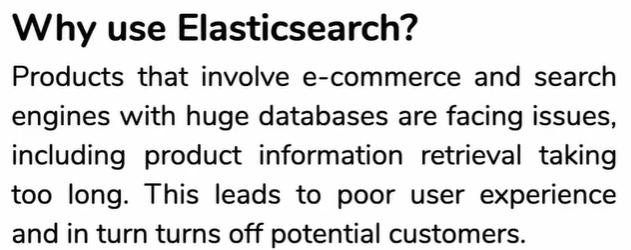 Why use Elasticsearch?
Products that involve e-commerce and search
engines with huge databases are facing issues,
including product information retrieval taking
too long. This leads to poor user experience
and in turn turns off potential customers.